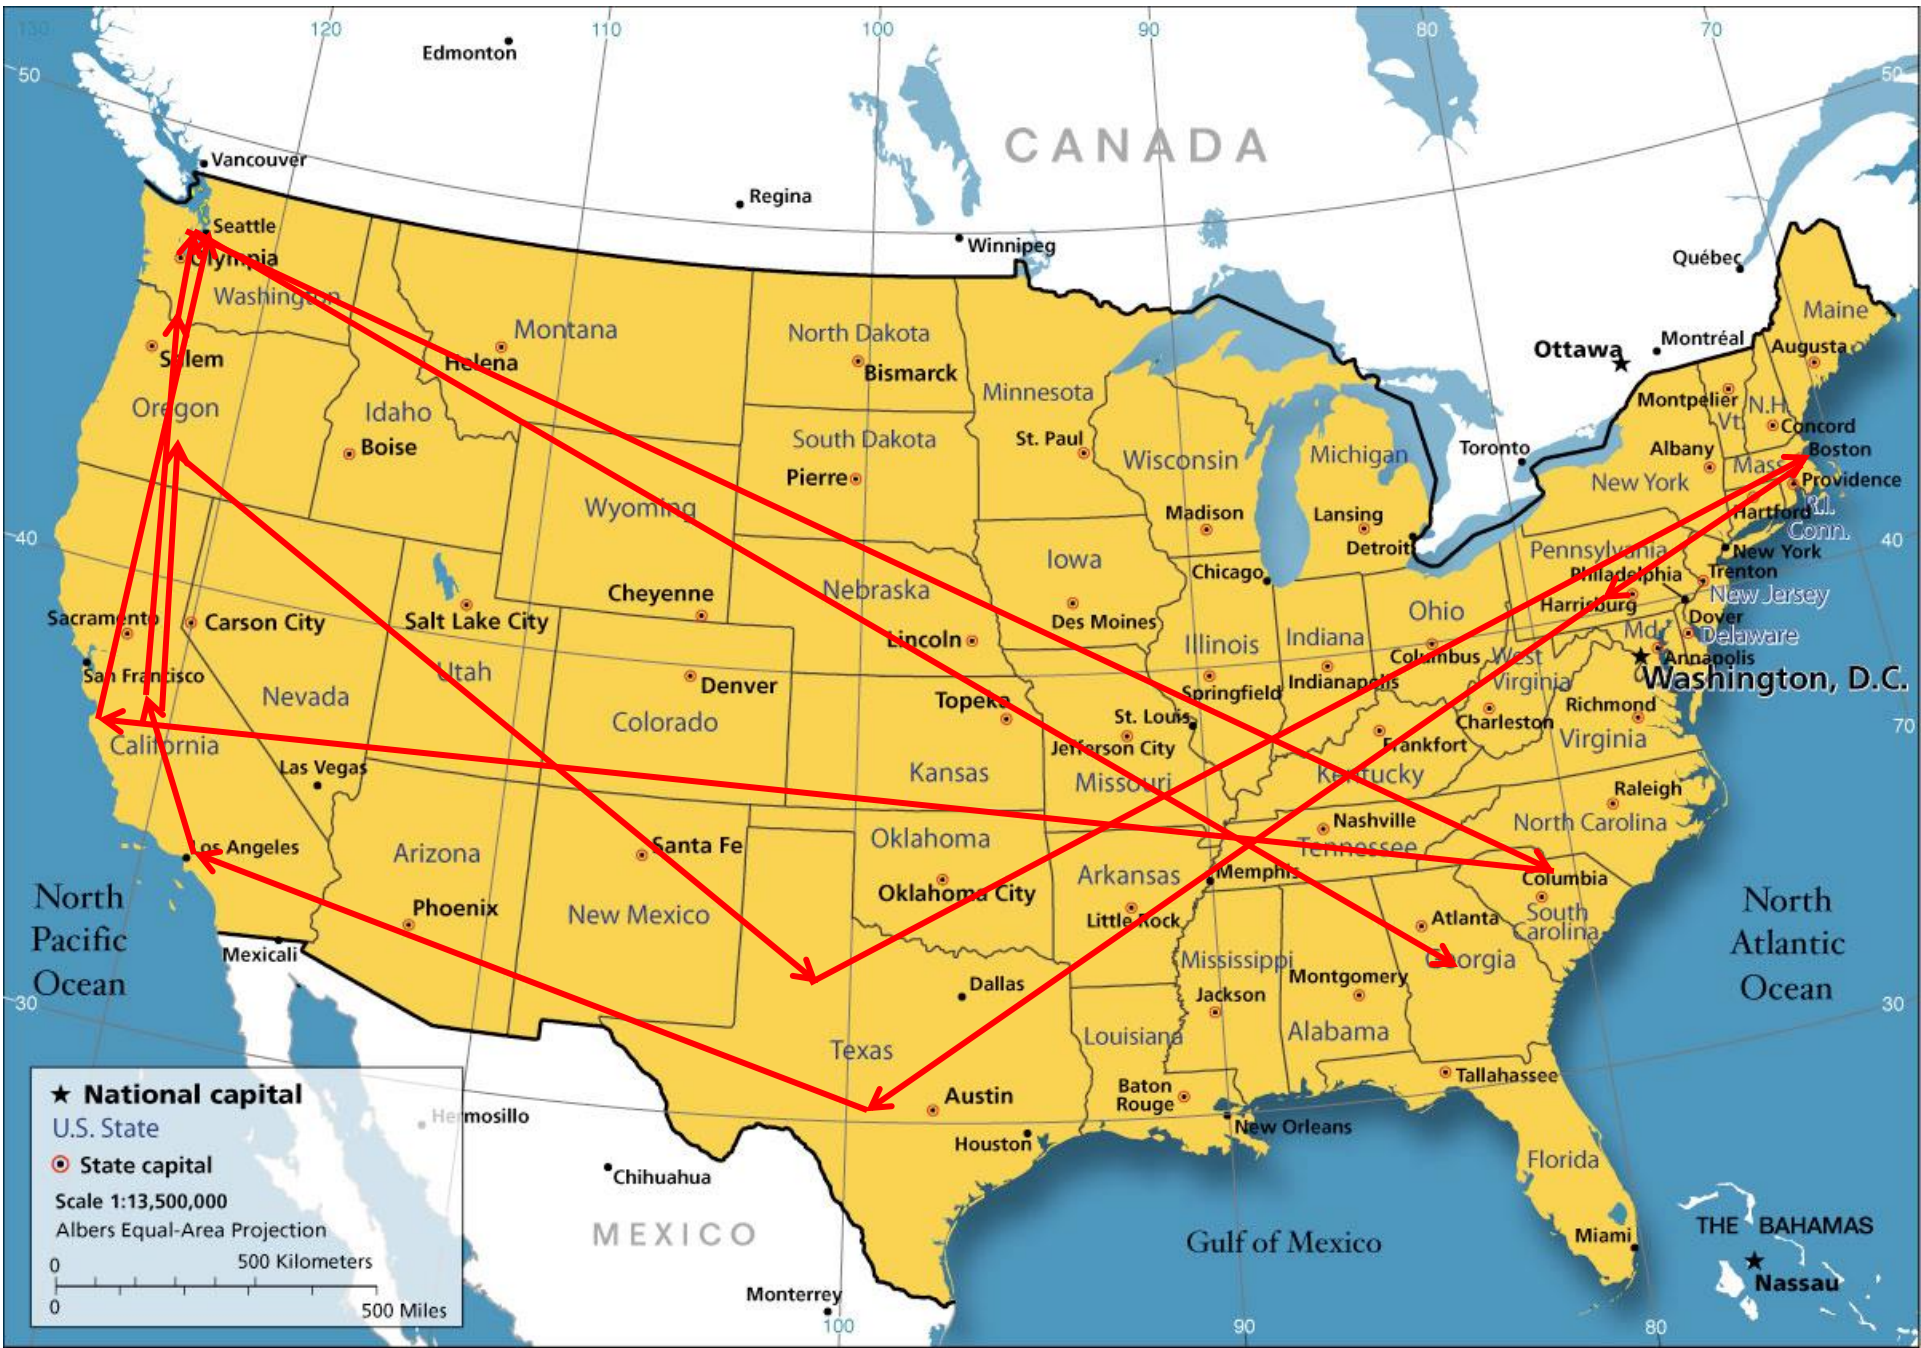 130
120
110
100
90
80
70
50
50
Edmonton
CANADA
Vancouver
Regina
Seattle
Winnipeg
Québec
Olympia
Washington
Montana
North Dakota
Maine
Helena
Bismarck
Ottawa
Montréal
Augusta
Salem
Minnesota
Montpelier
Vt.
N.H.
Oregon
Idaho
South Dakota
St. Paul
Concord
Boise
Pierre
Wisconsin
Michigan
Toronto
Albany
Boston
Mass.
New York
Providence
Wyoming
Madison
Lansing
Hartford
R.I.
Conn.
40
Detroit
40
Iowa
Pennsylvania
New York
Nebraska
Chicago
Philadelphia
Trenton
Cheyenne
Harrisburg
New Jersey
Sacramento
Carson City
Salt Lake City
Des Moines
Ohio
Dover
Lincoln
Illinois
Indiana
Md.
Delaware
San Francisco
Utah
Columbus
West
Virginia
Annapolis
Washington, D.C.
Nevada
Denver
Topeka
Springfield
Indianapolis
Colorado
St. Louis
Charleston
Richmond
70
California
Jefferson City
Frankfort
Virginia
Las Vegas
Kansas
Missouri
Kentucky
Raleigh
Los Angeles
Arizona
Santa Fe
Oklahoma
Nashville
Tennessee
North Carolina
Arkansas
Memphis
Columbia
North
Pacific
Ocean
Phoenix
New Mexico
Oklahoma City
Little Rock
Atlanta
South
Carolina
North
Atlantic
Ocean
Mexicali
Mississippi
Georgia
Dallas
Jackson
Montgomery
30
30
Louisiana
Alabama
Texas
Austin
Baton
Rouge
Tallahassee
Houston
New Orleans
National capital
U.S. State
State capital
Scale 1:13,500,000
Albers Equal-Area Projection
0
500 Kilometers
0
500 Miles
Hermosillo
Chihuahua
Florida
MEXICO
Gulf of Mexico
Miami
THE BAHAMAS
Nassau
Monterrey
100
90
80